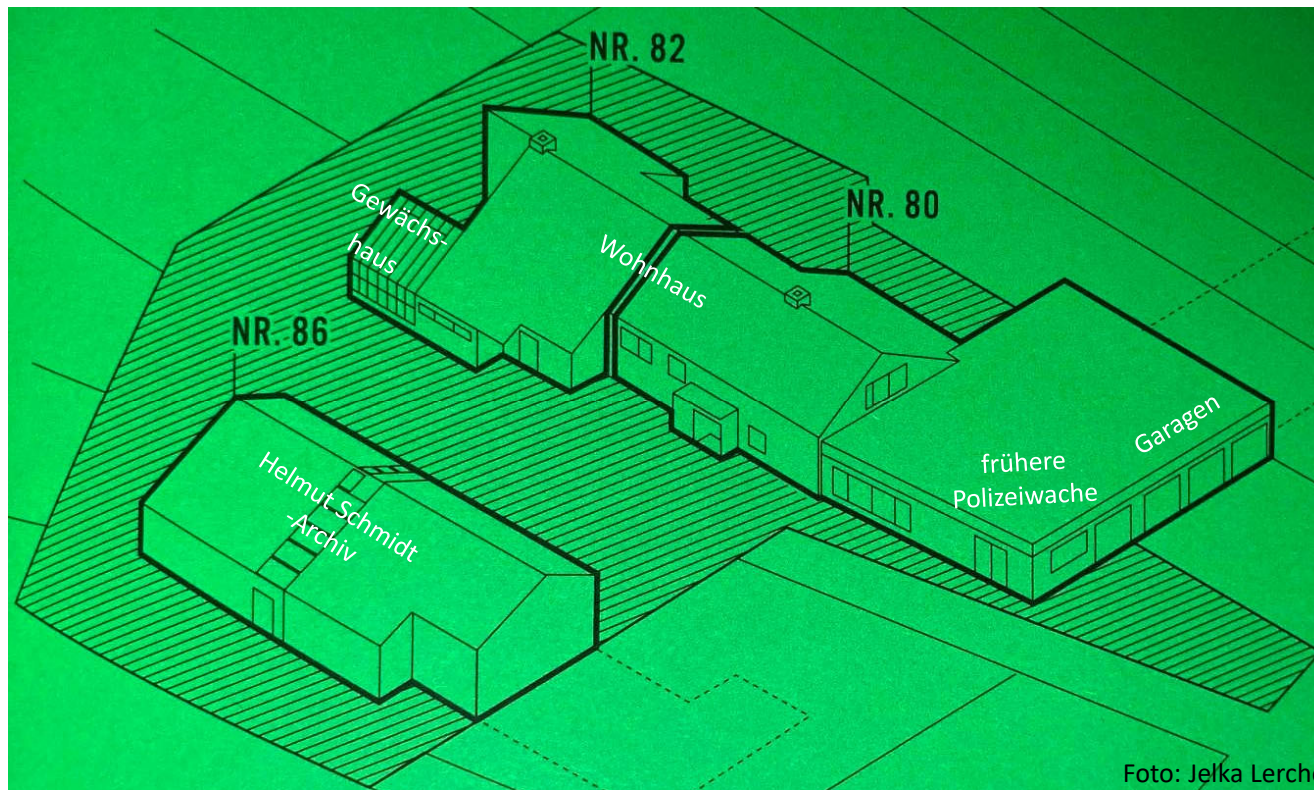 NR. 82
Gewächs-
haus
Wohnhaus
NR. 80
NR. 86
Helmut Schmidt
-Archiv
frühere
Polizeiwache
Garagen
Foto: Jelka Lerche